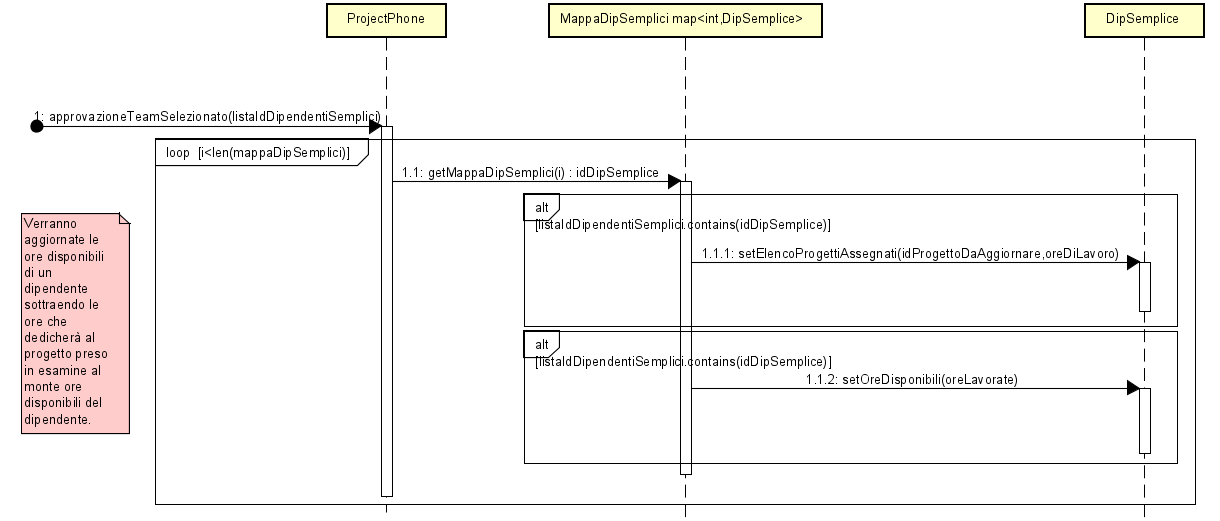 ProjectPhone
MappaDipSemplici map<int,DipSemplice>
DipSemplice
1: approvazioneTeamSelezionato(listaIdDipendentiSemplici)
loop [i<len(mappaDipSemplici)]
1.1: getMappaDipSemplici(i) : idDipSemplice
alt
[listaIdDipendentiSemplici.contains(idDipSemplice)]
1.1.1: setElencoProgettiAssegnati(idProgettoDaAggiornare,oreDiLavoro)
alt
[listaIdDipendentiSemplici.contains(idDipSemplice)]
1.1.2: setOreDisponibili(oreLavorate)
Verranno
aggiornate le
ore disponibili
di un
dipendente
sottraendo le
ore che
dedicherà al
progetto preso
in esamine al
monte ore
disponibili del
dipendente.